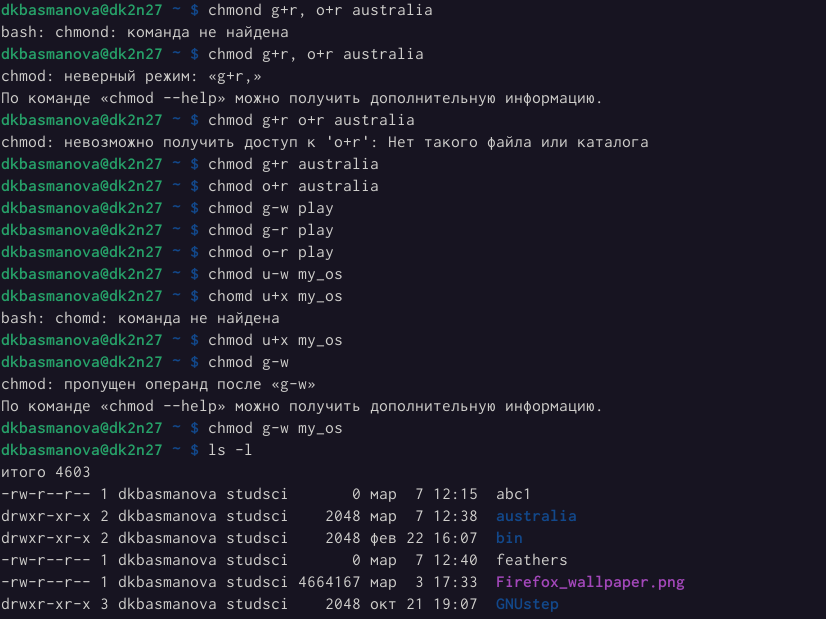 dkbasmanova@dk2n27 ~ $ chmond g+r, o+r australia
bash: chmond: команда не найдена
dkbasmanova@dk2n27 ~ $ chmod g+r, o+r australia
chmod: неверный режим: «g+r,»
По команде «chmod --help» можно получить дополнительную информацию.
dkbasmanova@dk2n27 ~ $ chmod g+r o+r australia
chmod: невозможно получить доступ к 'o+r': Нет такого файла или каталога
dkbasmanova@dk2n27 ~ $ chmod g+r australia
dkbasmanova@dk2n27 ~ $ chmod o+r australia
dkbasmanova@dk2n27 ~ $ chmod g-w play
dkbasmanova@dk2n27 ~ $ chmod g-r play
dkbasmanova@dk2n27 ~ $ chmod o-r play
dkbasmanova@dk2n27 ~ $ chmod u-w my_os
dkbasmanova@dk2n27 ~ $ chomd u+x my_os
bash: chomd: команда не найдена
dkbasmanova@dk2n27 ~ $ chmod u+x my_os
dkbasmanova@dk2n27 ~ $ chmod g-w
chmod: пропущен операнд после «g-w»
По команде «chmod --help» можно получить дополнительную информацию.
dkbasmanova@dk2n27 ~ $ chmod g-w my_os
dkbasmanova@dk2n27 ~ $ ls -l
итого 4603
-rw-r--r-- 1 dkbasmanova studsci       0 мар  7 12:15  abc1
drwxr-xr-x 2 dkbasmanova studsci    2048 мар  7 12:38  australia
drwxr-xr-x 2 dkbasmanova studsci    2048 фев 22 16:07  bin
-rw-r--r-- 1 dkbasmanova studsci       0 мар  7 12:40  feathers
-rw-r--r-- 1 dkbasmanova studsci 4664167 мар  3 17:33  Firefox_wallpaper.png
drwxr-xr-x 3 dkbasmanova studsci    2048 окт 21 19:07  GNUstep